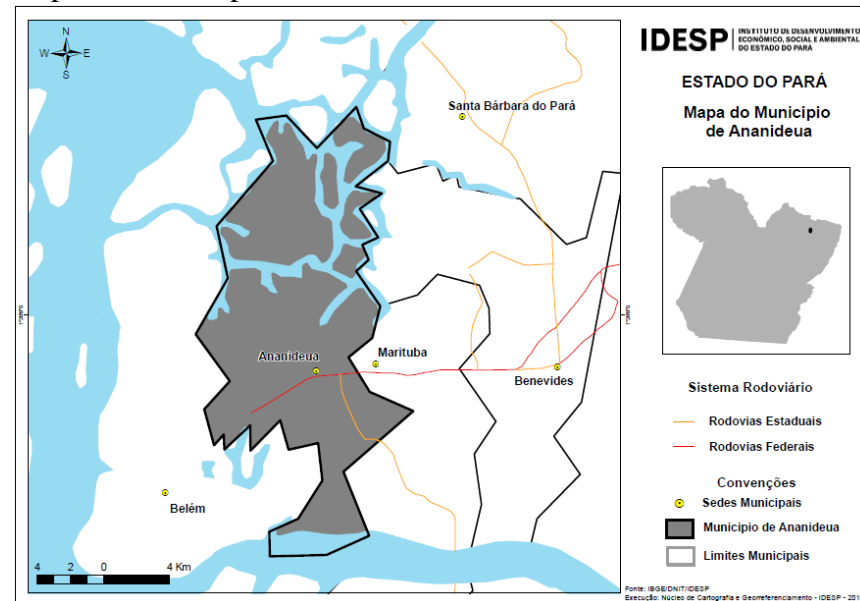 N
W E
S
Santa Bárbara do Pará
Ananideua
Marituba
Benevides
Belém
4 2 0 4 Km
IDESP
INSTITUTO DE DESENVOLVIMENTO
ECONÔMICO, SOCIAL E AMBIENTAL
DO ESTADO DO PARÁ
ESTADO DO PARÁ
Mapa do Municipio
de Ananideua
Sistema Rodoviário
Rodovias Estaduais
Rodovias Federais
Convenções
Sedes Municipais
Municipio de Ananideua
Limites Municipais
Fonte: IBGE/DNIT/IDESP
Execução: Núcleo de Cartografia e Georreferenciamento - IDESP - 201